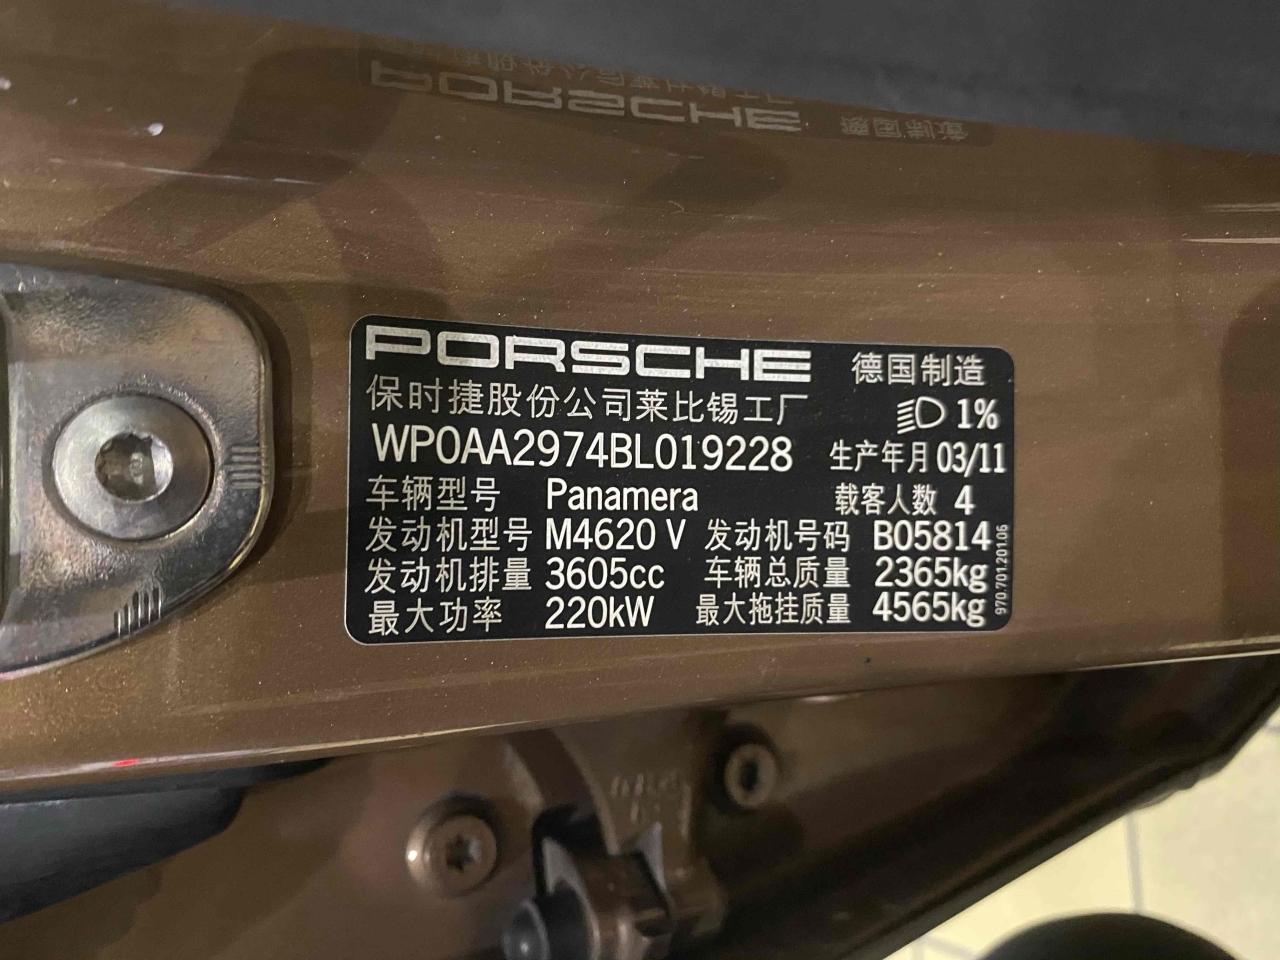 PORSCHE 德国制造
保时捷股份公司莱比锡工厂 1%
WP0AA2974BL019228 生产年月 03/11
车辆型号 Panamera 载客人数 4
发动机型号 M4620 V 发动机号码 B05814
发动机排量 3605cc 车辆总质量 2365kg
最大功率 220kW 最大拖挂质量 4565kg
970.701.201.06